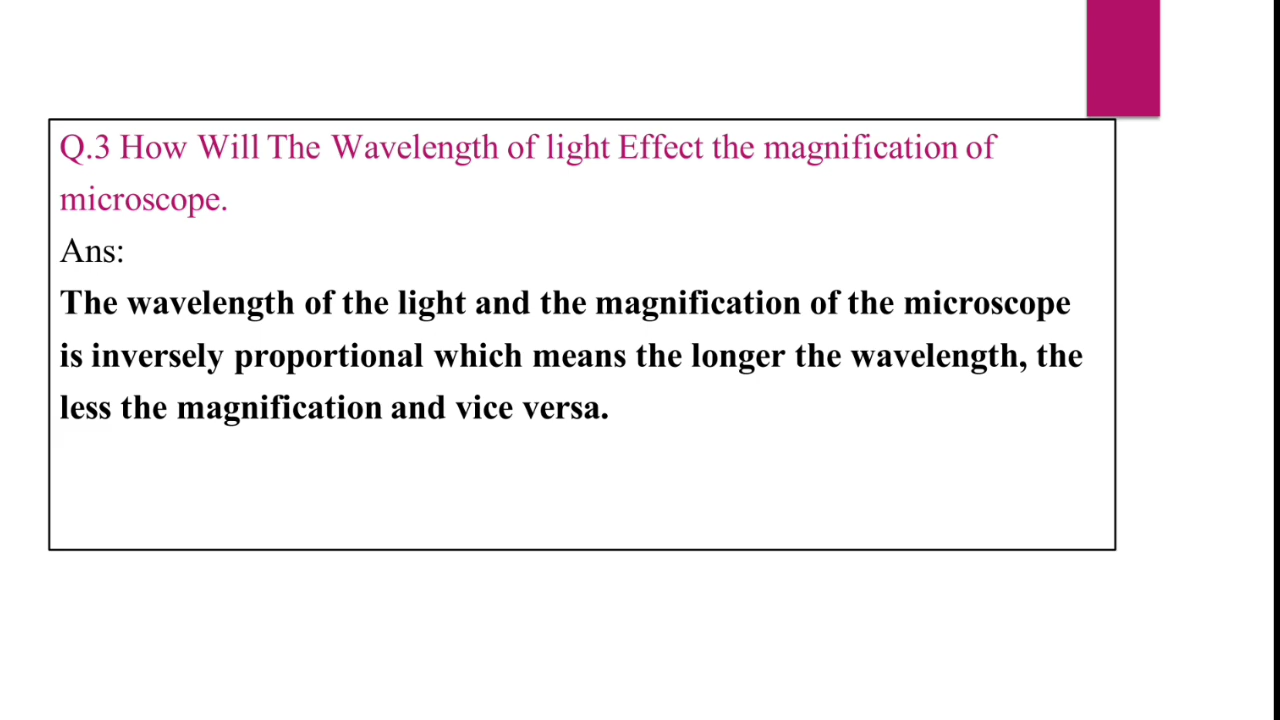 Q.3 How Will The Wavelength of light Effect the magnification of
microscope.
Ans:
The wavelength of the light and the magnification of the microscope
is inversely proportional which means the longer the wavelength, the
less the magnification and vice versa.